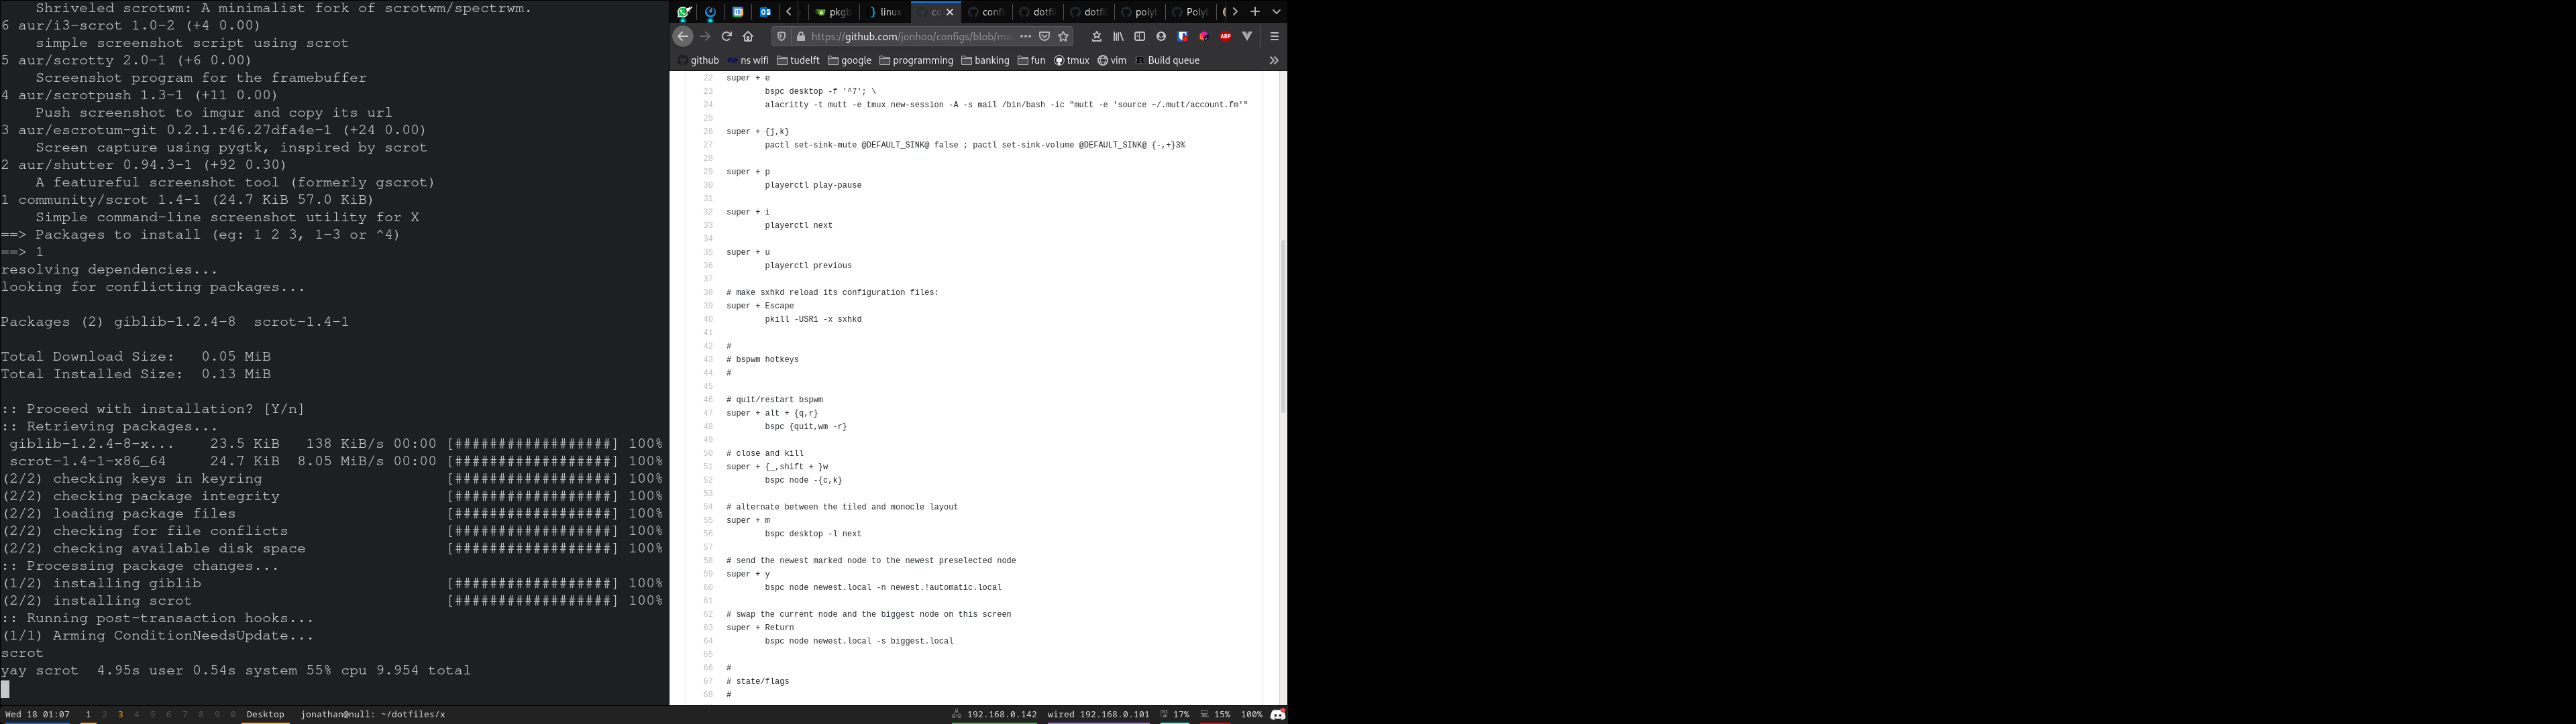 Shriveled scrotwm: A minimalist fork of scrotwm/spectrwm.
6 aur/i3-scrot 1.0-2 (+4 0.00)
simple screenshot script using scrot
5 aur/scrotty 2.0-1 (+6 0.00)
Screenshot program for the framebuffer
4 aur/scrotpush 1.3-1 (+11 0.00)
Push screenshot to imgur and copy its url
3 aur/escrotum-git 0.2.1.r46.27dfa4e-1 (+24 0.00)
Screen capture using pygtk, inspired by scrot
2 aur/shutter 0.94.3-1 (+92 0.30)
A featureful screenshot tool (formerly gscrot)
1 community/scrot 1.4-1 (24.7 KiB 57.0 KiB)
Simple command-line screenshot utility for X
==> Packages to install (eg: 1 2 3, 1-3 or ^4)
==> 1
resolving dependencies...
looking for conflicting packages...
Packages (2) giblib-1.2.4-8  scrot-1.4-1
Total Download Size:   0.05 MiB
Total Installed Size:  0.13 MiB
:: Proceed with installation? [Y/n]
:: Retrieving packages...
giblib-1.2.4-8-x...    23.5 KiB   138 KiB/s 00:00 [##################] 100%
scrot-1.4-1-x86_64     24.7 KiB  8.05 MiB/s 00:00 [##################] 100%
(2/2) checking keys in keyring [##################] 100%
(2/2) checking package integrity [##################] 100%
(2/2) loading package files [##################] 100%
(2/2) checking for file conflicts [##################] 100%
(2/2) checking available disk space [##################] 100%
:: Processing package changes...
(1/2) installing giblib [##################] 100%
(2/2) installing scrot [##################] 100%
:: Running post-transaction hooks...
(1/1) Arming ConditionNeedsUpdate...
scrot
yay scrot  4.95s user 0.54s system 55% cpu 9.954 total
pkgb linux co confi dotfi dotfi polyb Polyb
https://github.com/jonhoo/configs/blob/ma
github ns wifi tudelft google programming banking fun tmux vim Build queue
22 super + e
23 bspc desktop -f '^7'; \
24 alacritty -t mutt -e tmux new-session -A -s mail /bin/bash -ic "mutt -e 'source ~/.mutt/account.fm'"
25
26 super + {j,k}
27 pactl set-sink-mute @DEFAULT_SINK@ false ; pactl set-sink-volume @DEFAULT_SINK@ {-,+}3%
28
29 super + p
30 playerctl play-pause
31
32 super + i
33 playerctl next
34
35 super + u
36 playerctl previous
37
38 # make sxhkd reload its configuration files:
39 super + Escape
40 pkill -USR1 -x sxhkd
41
42 #
43 # bspwm hotkeys
44 #
45
46 # quit/restart bspwm
47 super + alt + {q,r}
48 bspc {quit,wm -r}
49
50 # close and kill
51 super + {_,shift + }w
52 bspc node -{c,k}
53
54 # alternate between the tiled and monocle layout
55 super + m
56 bspc desktop -l next
57
58 # send the newest marked node to the newest preselected node
59 super + y
60 bspc node newest.local -n newest.!automatic.local
61
62 # swap the current node and the biggest node on this screen
63 super + Return
64 bspc node newest.local -s biggest.local
65
66 #
67 # state/flags
68 #
Wed 18 01:07 1 2 3 4 5 6 7 8 9 0 Desktop jonathan@null: ~/dotfiles/x 192.168.0.142 wired 192.168.0.101 17% 15% 100%